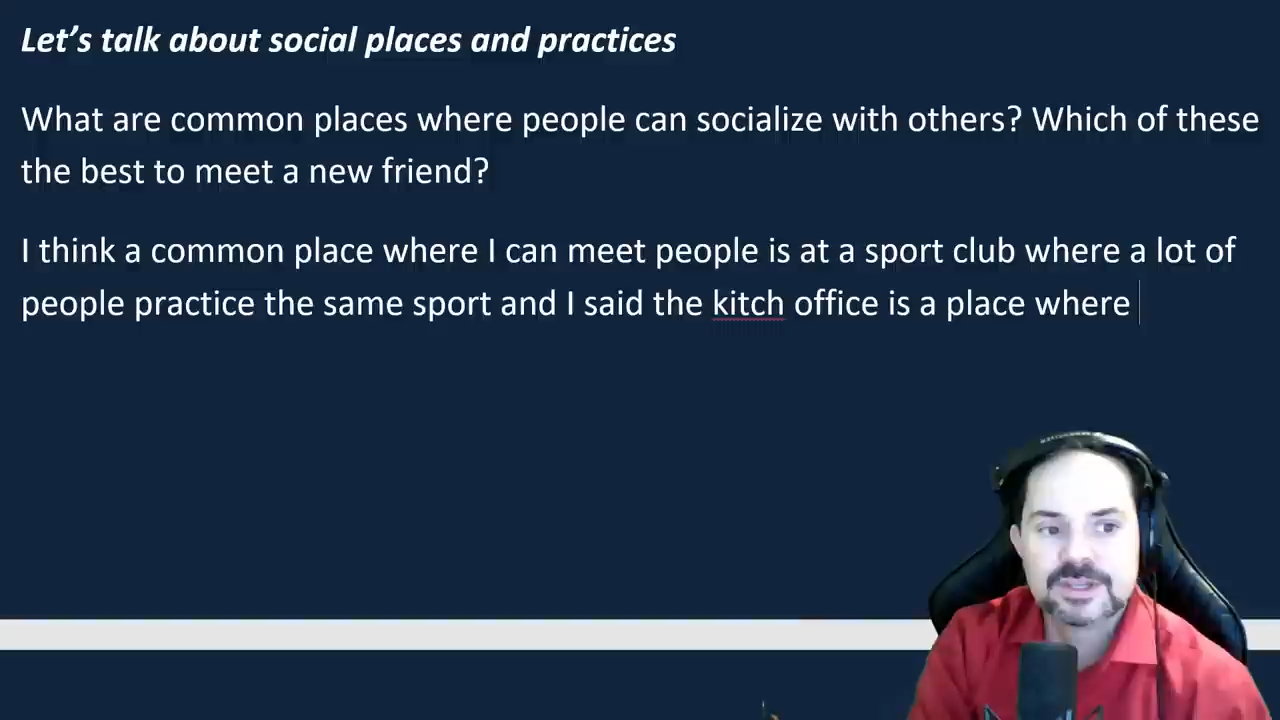 Let's talk about social places and practices
What are common places where people can socialize with others? Which of these
the best to meet a new friend?
I think a common place where I can meet people is at a sport club where a lot of
people practice the same sport and I said the kitch office is a place where